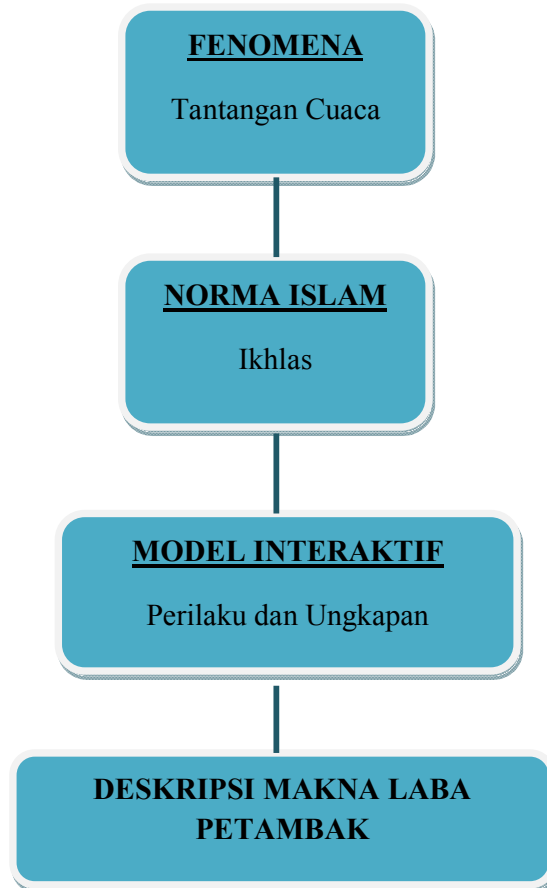 FENOMENA
Tantangan Cuaca
NORMA ISLAM
Ikhlas
MODEL INTERAKTIF
Perilaku dan Ungkapan
DESKRIPSI MAKNA LABA
PETAMBAK